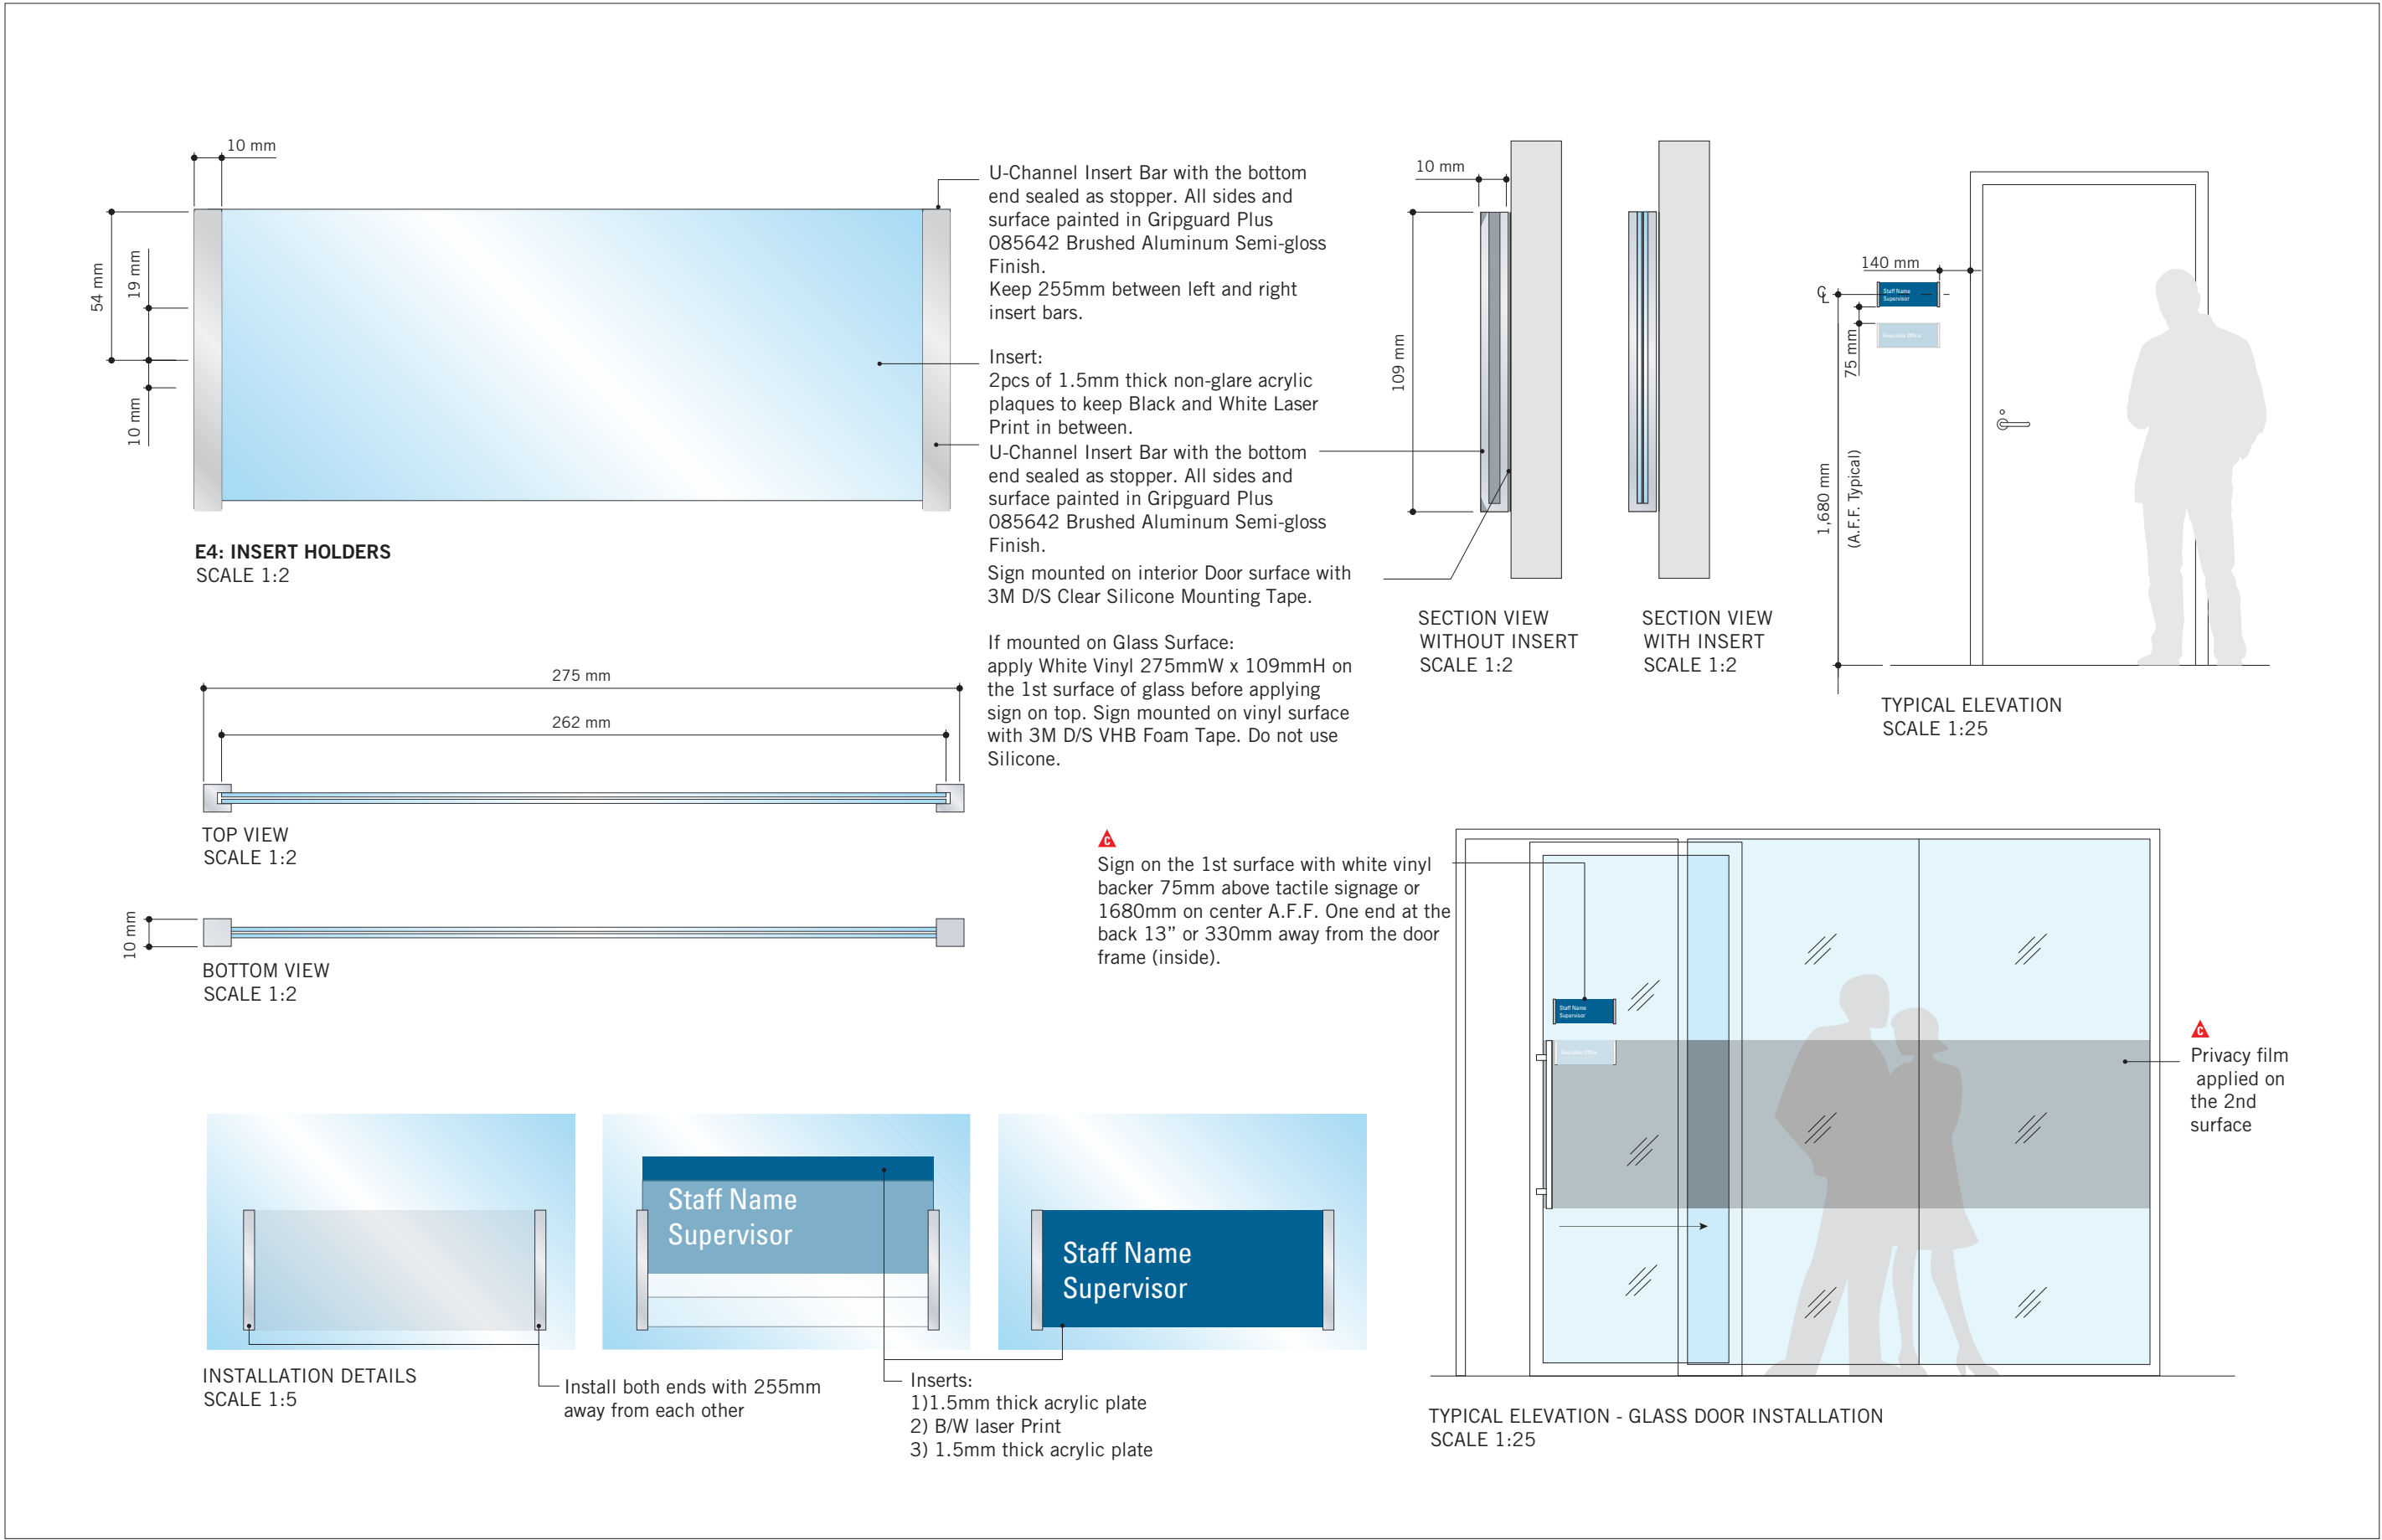 10 mm
54 mm
19 mm
10 mm
U-Channel Insert Bar with the bottom
end sealed as stopper. All sides and
surface painted in Gripguard Plus
085642 Brushed Aluminum Semi-gloss
Finish.
Keep 255mm between left and right
insert bars.
Insert:
2pcs of 1.5mm thick non-glare acrylic
plaques to keep Black and White Laser
Print in between.
U-Channel Insert Bar with the bottom
end sealed as stopper. All sides and
surface painted in Gripguard Plus
085642 Brushed Aluminum Semi-gloss
Finish.
Sign mounted on interior Door surface with
3M D/S Clear Silicone Mounting Tape.
If mounted on Glass Surface:
apply White Vinyl 275mmW x 109mmH on
the 1st surface of glass before applying
sign on top. Sign mounted on vinyl surface
with 3M D/S VHB Foam Tape. Do not use
Silicone.
E4: INSERT HOLDERS
SCALE 1:2
10 mm
109 mm
SECTION VIEW
WITHOUT INSERT
SCALE 1:2
SECTION VIEW
WITH INSERT
SCALE 1:2
140 mm
CL
Staff Name
Supervisor
Executive Office
75 mm
1,680 mm
(A.F.F. Typical)
TYPICAL ELEVATION
SCALE 1:25
275 mm
262 mm
TOP VIEW
SCALE 1:2
10 mm
BOTTOM VIEW
SCALE 1:2
C
Sign on the 1st surface with white vinyl
backer 75mm above tactile signage or
1680mm on center A.F.F. One end at the
back 13” or 330mm away from the door
frame (inside).
Staff Name
Supervisor
Executive Office
C
Privacy film
applied on
the 2nd
surface
TYPICAL ELEVATION - GLASS DOOR INSTALLATION
SCALE 1:25
Staff Name
Supervisor
Staff Name
Supervisor
INSTALLATION DETAILS
SCALE 1:5
Install both ends with 255mm
away from each other
Inserts:
1)1.5mm thick acrylic plate
2) B/W laser Print
3) 1.5mm thick acrylic plate